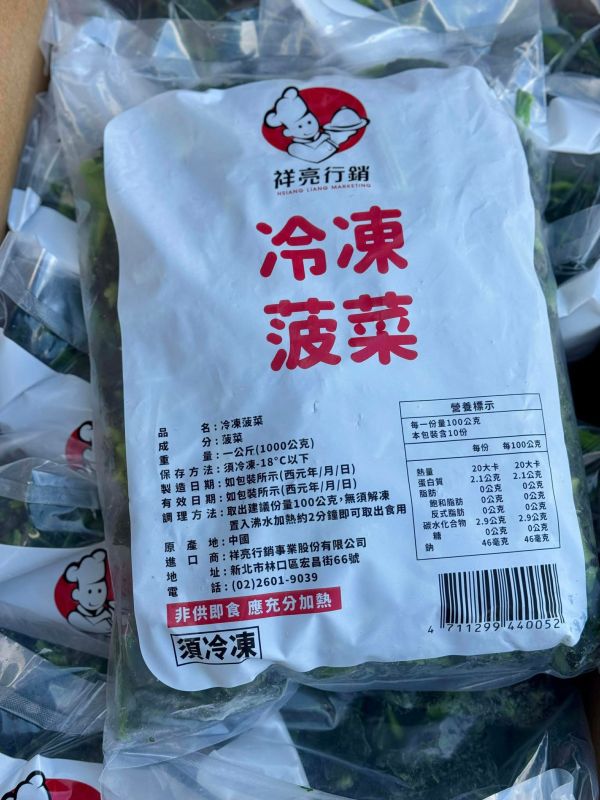 祥亮行銷
HSIANG LIANG MARKETING
冷凍
菠菜
品名:冷凍菠菜
成分:菠菜
重量:一公斤(1000公克)
保存方法:須冷凍-18°C以下
製造日期:如包裝所示(西元年/月/日)
有效日期:如包裝所示(西元年/月/日)
調理方法:取出建議份量100公克,無須解凍
置入沸水加熱約2分鐘即可取出食用
原產地:中國
進口商:祥亮行銷事業股份有限公司
地址:新北市林口區宏昌街66號
電話:(02)2601-9039
非供即食 應充分加熱
須冷凍
營養標示
每一份量100公克
本包裝含10份
每份 每100公克
熱量 20大卡 20大卡
蛋白質 2.1公克 2.1公克
脂肪 0公克 0公克
飽和脂肪 0公克 0公克
反式脂肪 0公克 0公克
碳水化合物 2.9公克 2.9公克
糖 0公克 0公克
鈉 46毫克 46毫克
4 711299 440052